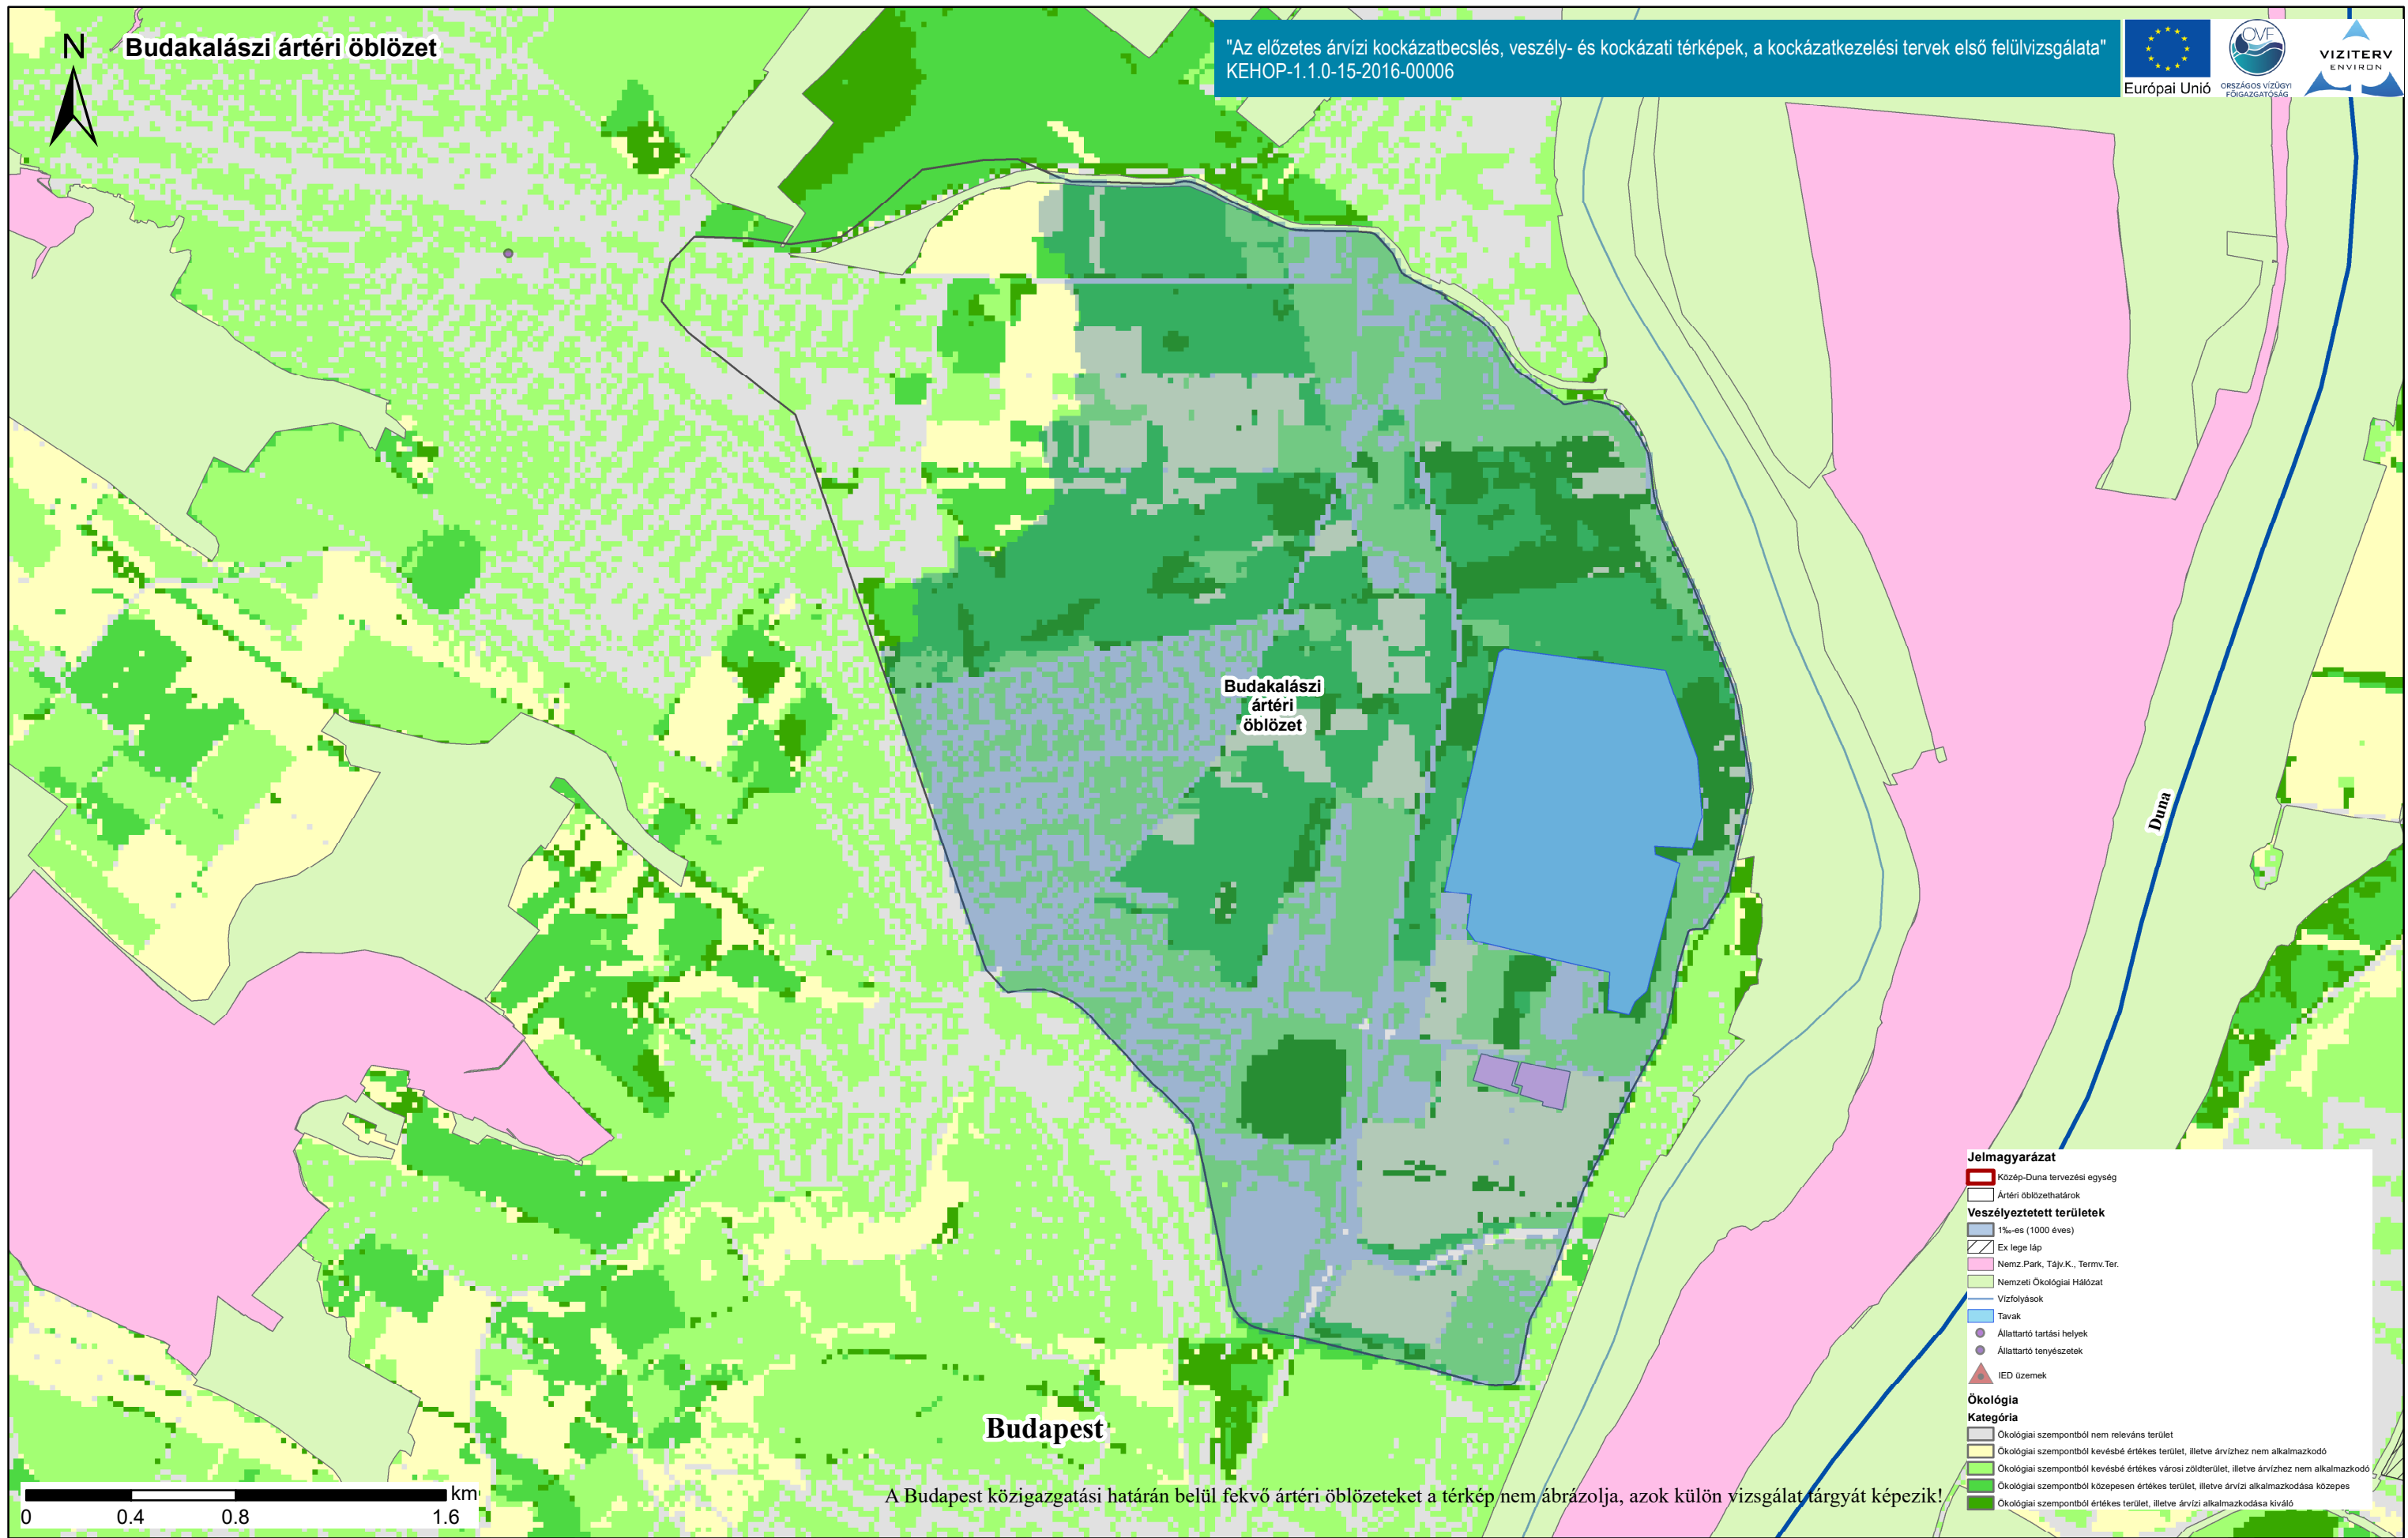 N
Budakalászi ártéri öblözet
"Az előzetes árvízi kockázatbecslés, veszély- és kockázati térképek, a kockázatkezelési tervek első felülvizsgálata"
KEHOP-1.1.0-15-2016-00006
Európai Unió
OVF
ORSZÁGOS VÍZÜGYI
FŐIGAZGATÓSÁG
VIZITERV
ENVIRON
Budakalászi
ártéri
öblözet
Duna
Budapest
Jelmagyarázat
Közép-Duna tervezési egység
Ártéri öblözethatárok
Veszélyeztetett területek
1‰-es (1000 éves)
Ex lege láp
Nemz.Park, Tájv.K., Termv.Ter.
Nemzeti Ökológiai Hálózat
Vízfolyások
Tavak
Állattartó tartási helyek
Állattartó tenyészetek
IED üzemek
Ökológia
Kategória
Ökológiai szempontból nem releváns terület
Ökológiai szempontból kevésbé értékes terület, illetve árvízhez nem alkalmazkodó
Ökológiai szempontból kevésbé értékes városi zöldterület, illetve árvízhez nem alkalmazkodó
Ökológiai szempontból közepesen értékes terület, illetve árvízi alkalmazkodása közepes
Ökológiai szempontból értékes terület, illetve árvízi alkalmazkodása kiváló
km
0 0.4 0.8 1.6
A Budapest közigazgatási határán belül fekvő ártéri öblözeteket a térkép nem ábrázolja, azok külön vizsgálat tárgyát képezik!